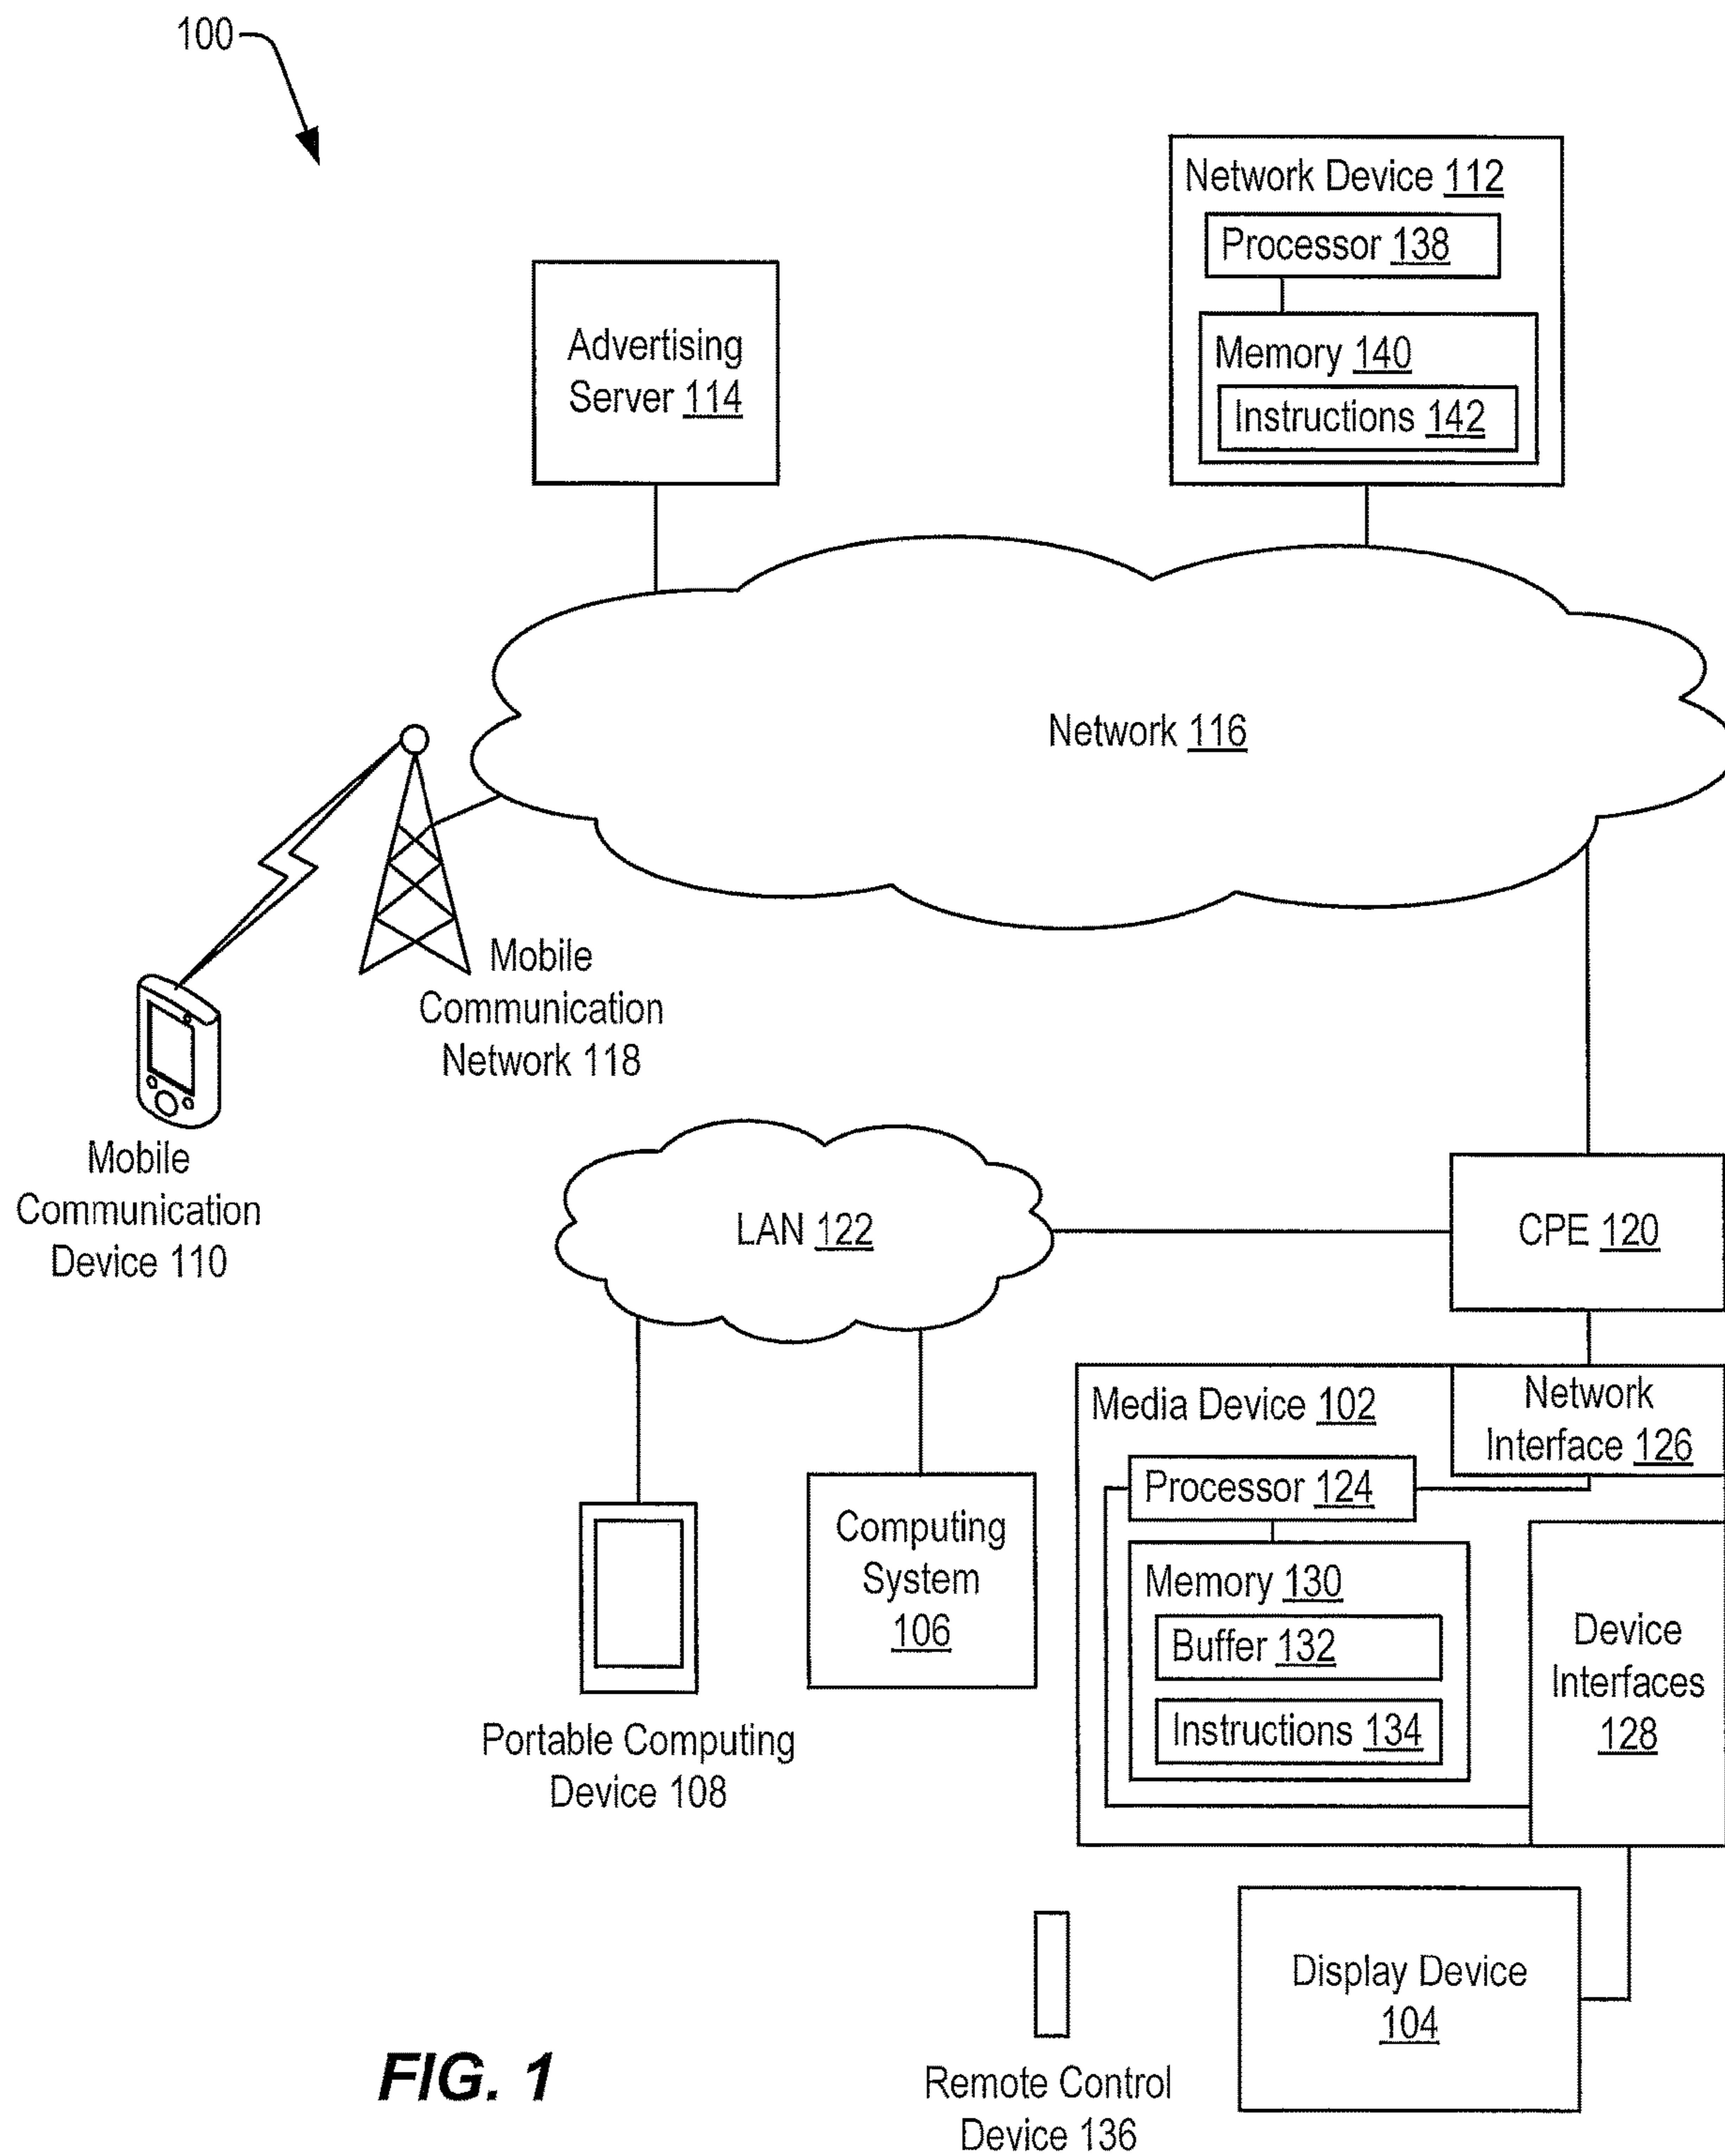 100
Network Device 112
Processor 138
Memory 140
Instructions 142
Advertising
Server 114
Network 116
Mobile
Communication
Network 118
Mobile
Communication
Device 110
LAN 122
CPE 120
Media Device 102
Network
Interface 126
Processor 124
Memory 130
Buffer 132
Instructions 134
Device
Interfaces
128
Computing
System
106
Portable Computing
Device 108
Display Device
104
Remote Control
Device 136
FIG. 1